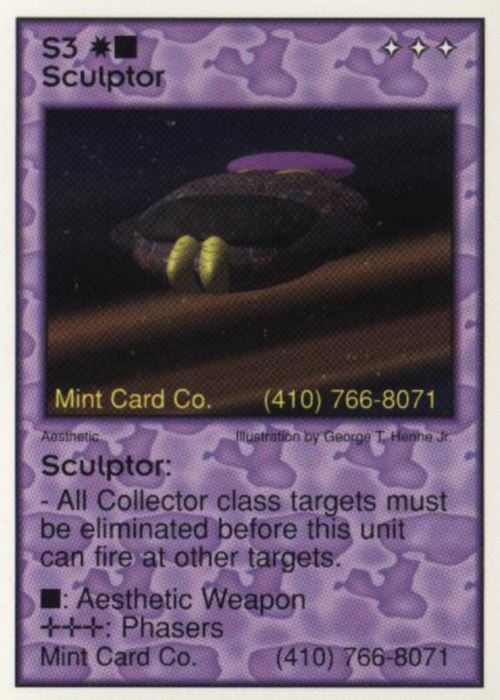 S3 ✷■ ✧✧✧
Sculptor
Mint Card Co. (410) 766-8071
Aesthetic Illustration by George T. Henne Jr.
Sculptor:
- All Collector class targets must
be eliminated before this unit
can fire at other targets.
■: Aesthetic Weapon
✛✛✛: Phasers
Mint Card Co. (410) 766-8071